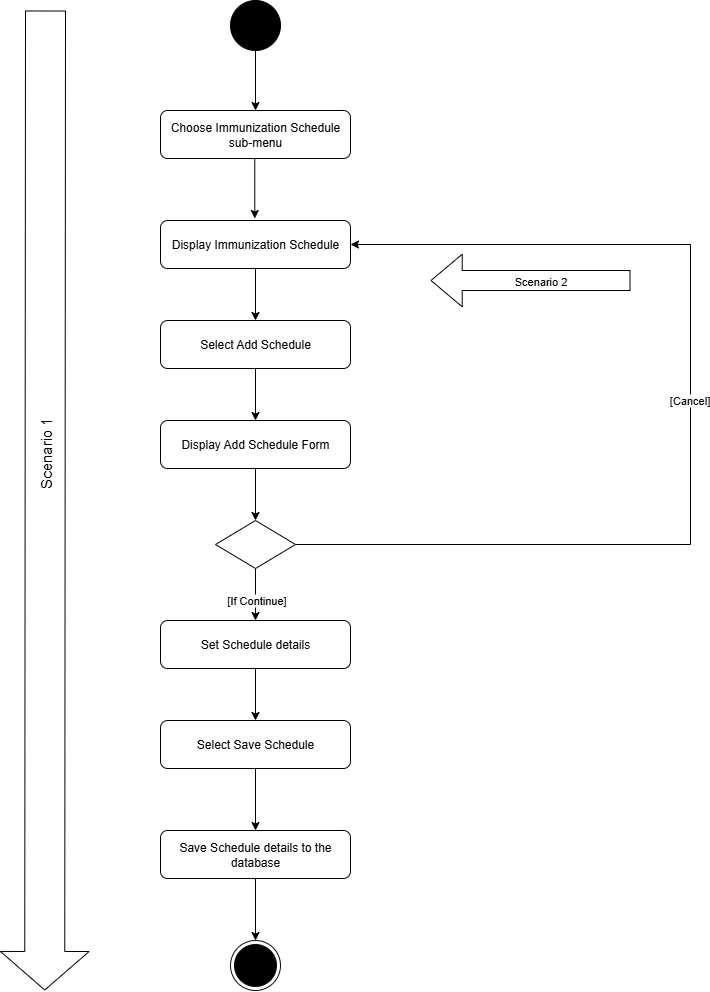 Choose Immunization Schedule
sub-menu
Display Immunization Schedule
Scenario 2
Select Add Schedule
[Cancel]
Scenario 1
Display Add Schedule Form
[If Continue]
Set Schedule details
Select Save Schedule
Save Schedule details to the
database